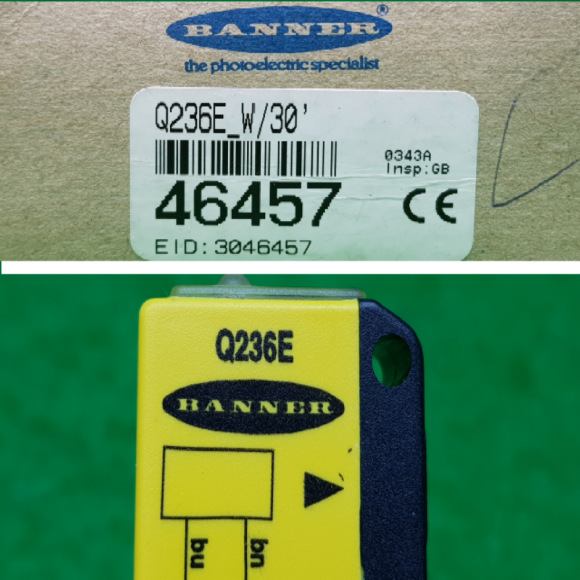 BANNER®
the photoelectric specialist
Q236E_W/30'
0343A
Insp:GB
46457
CE
EID:3046457
Q236E
BANNER
bu bn